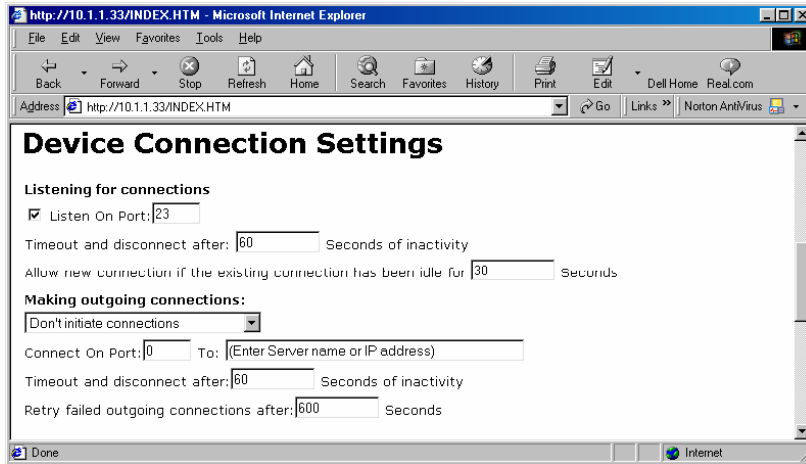 http://10.1.1.33/INDEX.HTM - Microsoft Internet Explorer
File Edit View Favorites Tools Help
Back Forward Stop Refresh Home Search Favorites History Print Edit Dell Home Real.com
Address http://10.1.1.33/INDEX.HTM Go Links » Norton AntiVirus
Device Connection Settings
Listening for connections
Listen On Port: 23
Timeout and disconnect after: 60 Seconds of inactivity
Allow new connection if the existing connection has been idle for 30 Seconds
Making outgoing connections:
Don't initiate connections
Connect On Port: 0 To: (Enter Server name or IP address)
Timeout and disconnect after: 60 Seconds of inactivity
Retry failed outgoing connections after: 600 Seconds
Done Internet